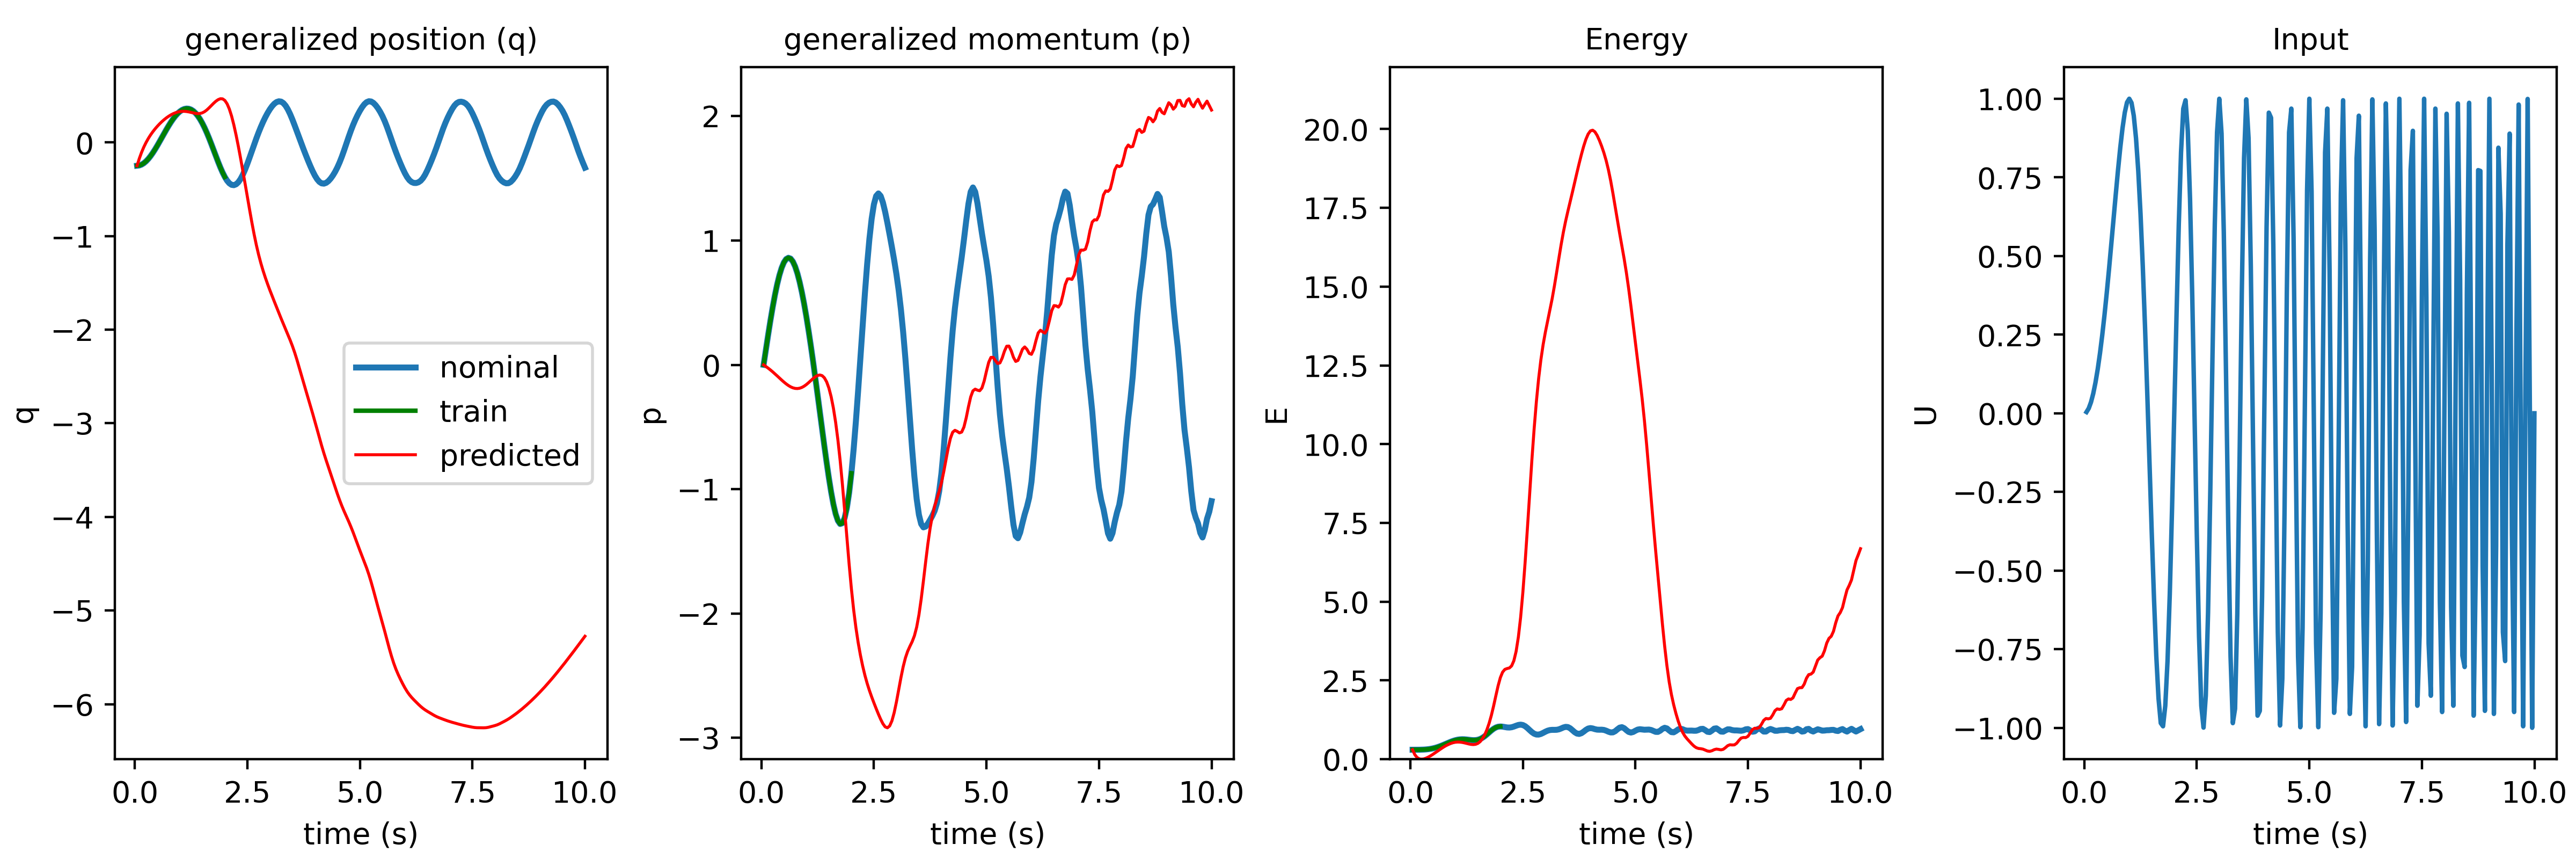 generalized position (q)
q
0
−1
−2
−3
−4
−5
−6
0.0 2.5 5.0 7.5 10.0
time (s)
nominal
train
predicted
generalized momentum (p)
p
2
1
0
−1
−2
−3
0.0 2.5 5.0 7.5 10.0
time (s)
Energy
E
20.0
17.5
15.0
12.5
10.0
7.5
5.0
2.5
0.0
0.0 2.5 5.0 7.5 10.0
time (s)
Input
U
1.00
0.75
0.50
0.25
0.00
−0.25
−0.50
−0.75
−1.00
0.0 2.5 5.0 7.5 10.0
time (s)